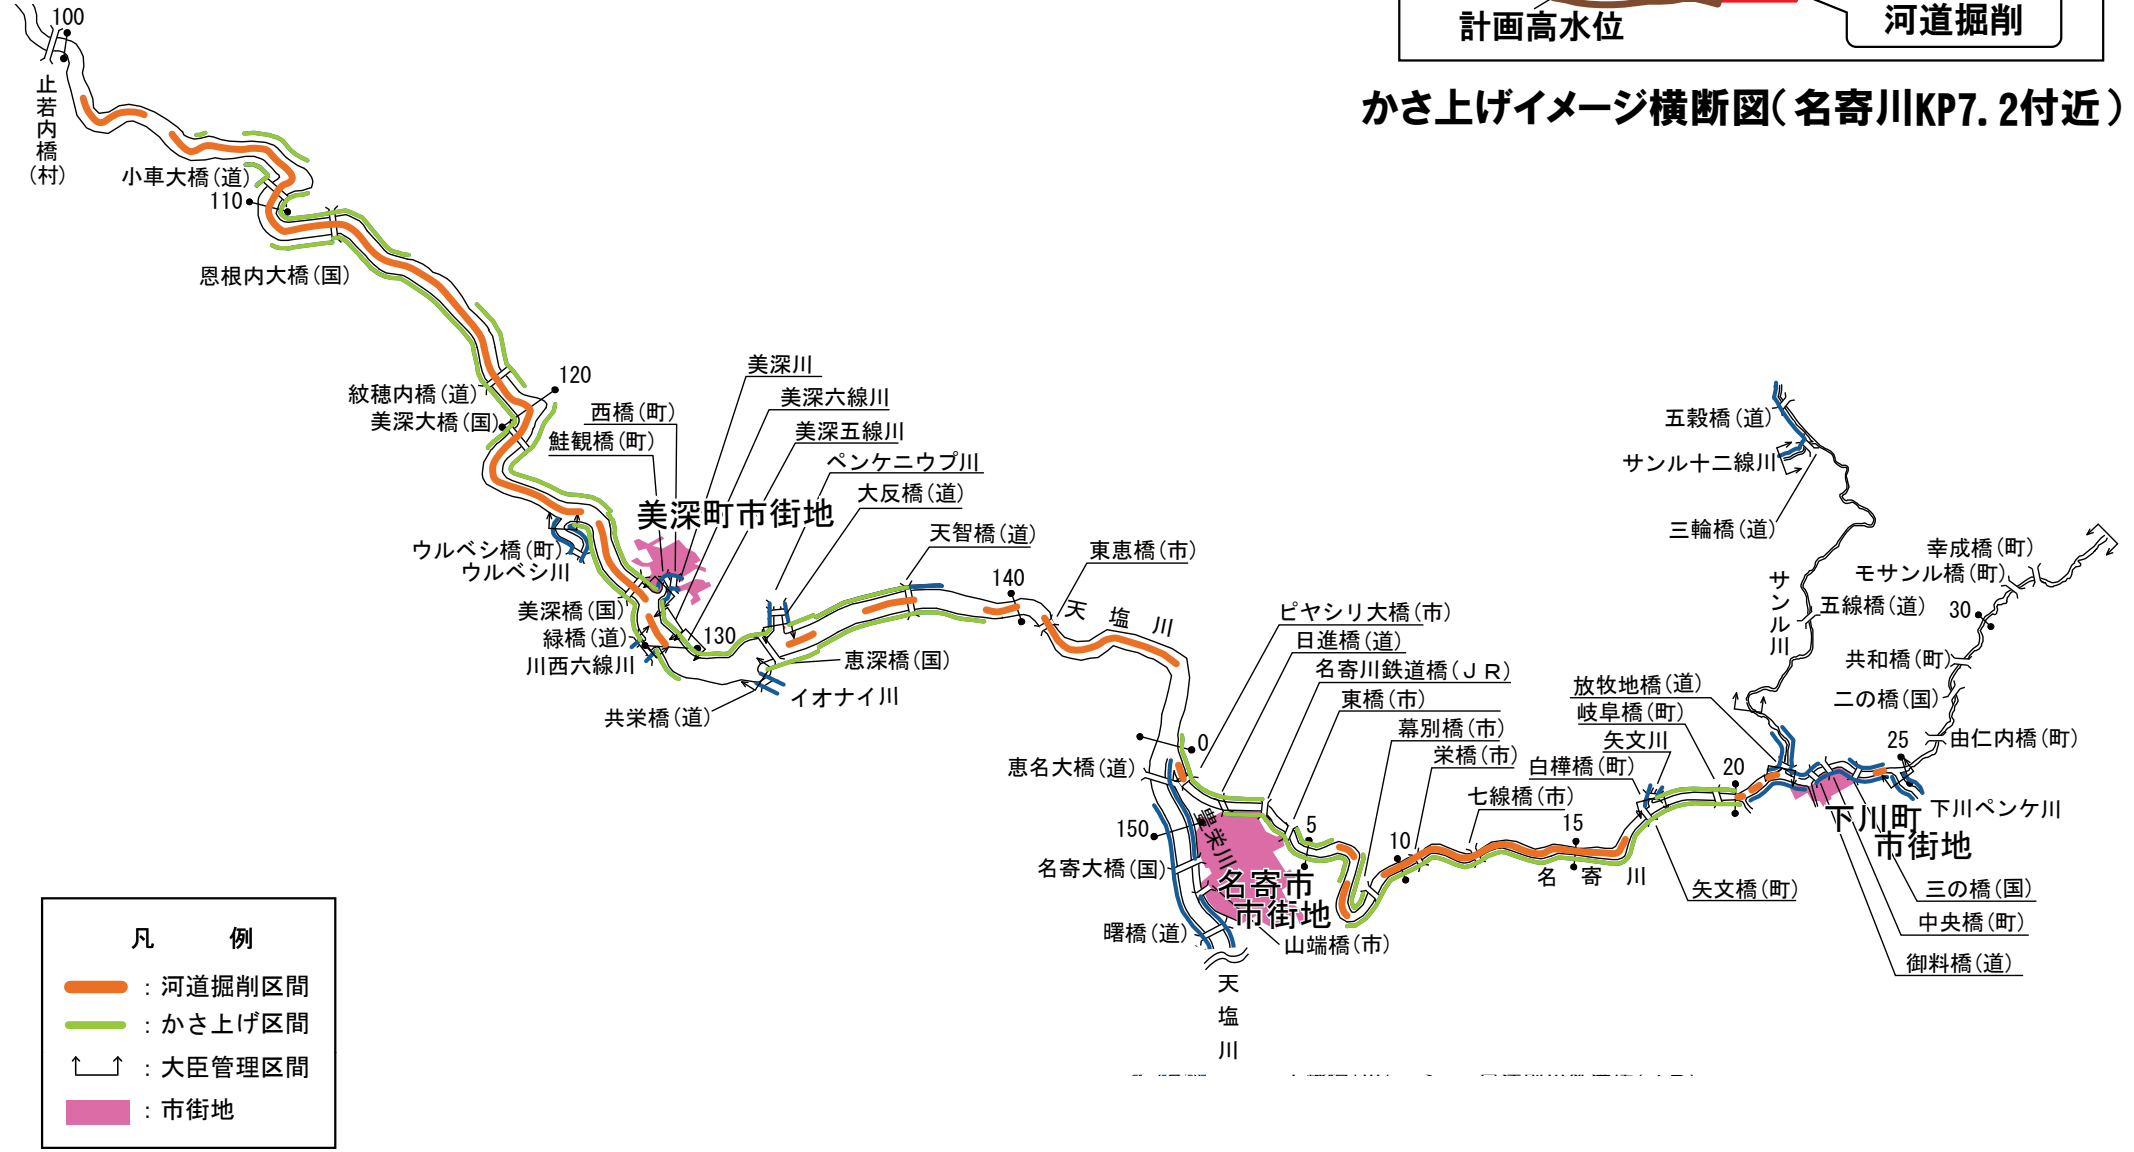 計画高水位
河道掘削
かさ上げイメージ横断図（名寄川KP7.2付近）
100
止若内橋(村)
小車大橋(道)
110
恩根内大橋(国)
紋穂内橋(道)
120
美深大橋(国)
西橋(町)
鮭観橋(町)
美深川
美深六線川
美深五線川
ペンケニウプ川
大反橋(道)
美深町市街地
天智橋(道)
東恵橋(市)
ウルベシ橋(町)
ウルベシ川
美深橋(国)
緑橋(道)
川西六線川
130
140
天塩川
恵深橋(国)
イオナイ川
共栄橋(道)
ピヤシリ大橋(市)
日進橋(道)
名寄川鉄道橋(ＪＲ)
東橋(市)
幕別橋(市)
栄橋(市)
七線橋(市)
0
恵名大橋(道)
150
豊栄川
5
10
15
名寄大橋(国)
名寄市
市街地
曙橋(道)
山端橋(市)
天塩川
名寄川
五穀橋(道)
サンル十二線川
三輪橋(道)
サンル川
幸成橋(町)
モサンル橋(町)
五線橋(道)
30
共和橋(町)
二の橋(国)
由仁内橋(町)
放牧地橋(道)
岐阜橋(町)
矢文川
白樺橋(町)
20
25
下川ペンケ川
下川町
市街地
矢文橋(町)
三の橋(国)
中央橋(町)
御料橋(道)
凡例
：河道掘削区間
：かさ上げ区間
：大臣管理区間
：市街地